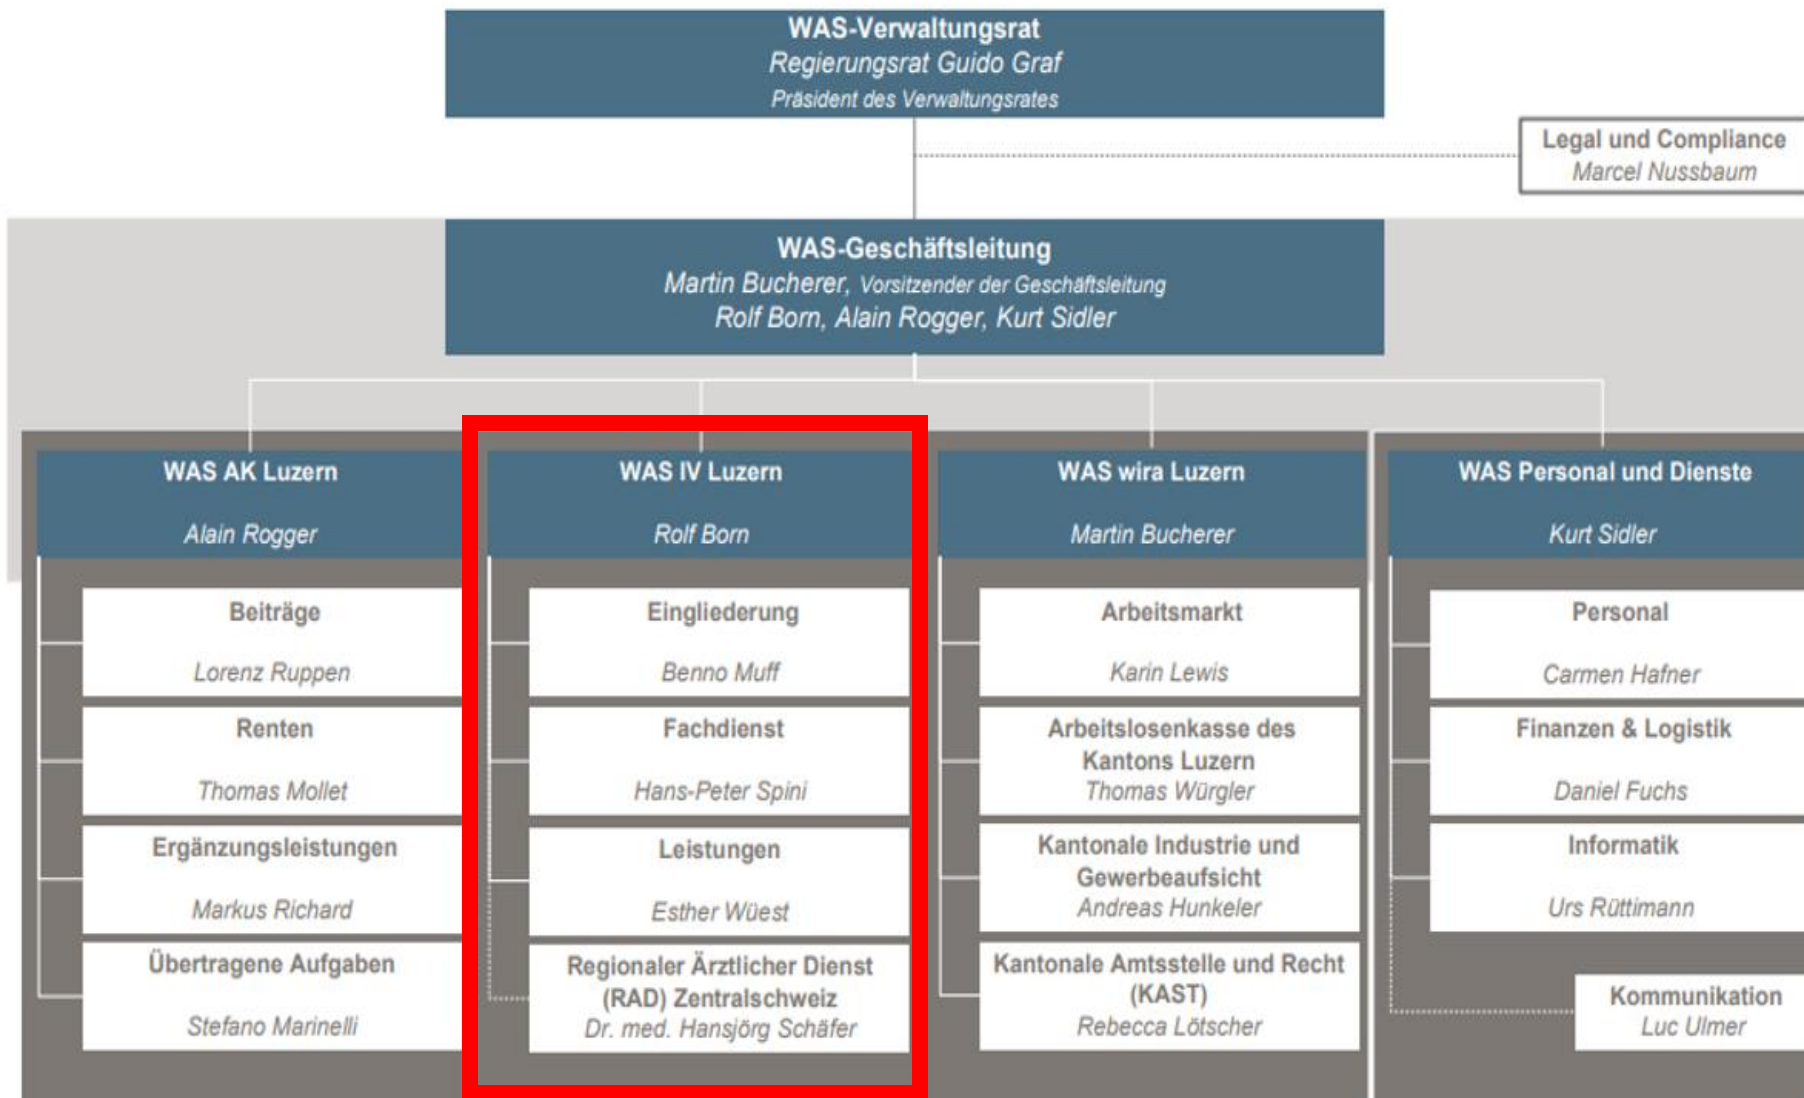 WAS-Verwaltungsrat
Regierungsrat Guido Graf
Präsident des Verwaltungsrates
Legal und Compliance
Marcel Nussbaum
WAS-Geschäftsleitung
Martin Bucherer, Vorsitzender der Geschäftsleitung
Rolf Born, Alain Rogger, Kurt Sidler
WAS AK Luzern
Alain Rogger
Beiträge
Lorenz Ruppen
Renten
Thomas Mollet
Ergänzungsleistungen
Markus Richard
Übertragene Aufgaben
Stefano Marinelli
WAS IV Luzern
Rolf Born
Eingliederung
Benno Muff
Fachdienst
Hans-Peter Spini
Leistungen
Esther Wüest
Regionaler Ärztlicher Dienst
(RAD) Zentralschweiz
Dr. med. Hansjörg Schäfer
WAS wira Luzern
Martin Bucherer
Arbeitsmarkt
Karin Lewis
Arbeitslosenkasse des
Kantons Luzern
Thomas Würgler
Kantonale Industrie und
Gewerbeaufsicht
Andreas Hunkeler
Kantonale Amtsstelle und Recht
(KAST)
Rebecca Lötscher
WAS Personal und Dienste
Kurt Sidler
Personal
Carmen Hafner
Finanzen & Logistik
Daniel Fuchs
Informatik
Urs Rüttimann
Kommunikation
Luc Ulmer